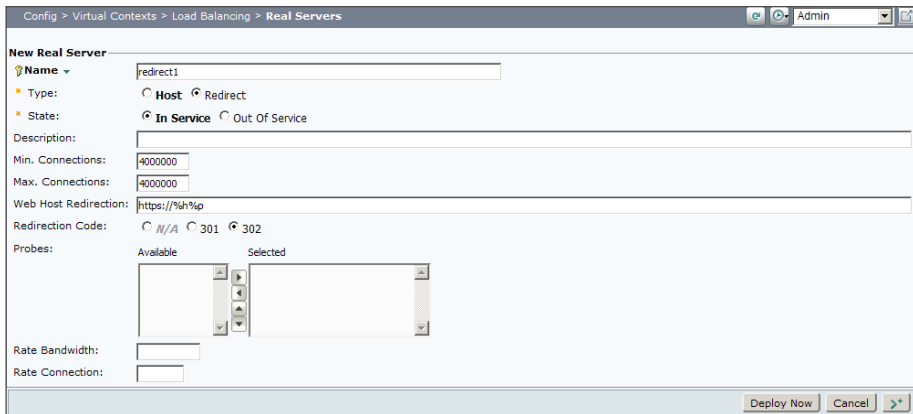 Config > Virtual Contexts > Load Balancing > Real Servers Admin
New Real Server
Name redirect1
* Type: Host Redirect
* State: In Service Out Of Service
Description:
Min. Connections: 4000000
Max. Connections: 4000000
Web Host Redirection: https://%h%p
Redirection Code: N/A 301 302
Probes: Available Selected
Rate Bandwidth:
Rate Connection:
Deploy Now Cancel